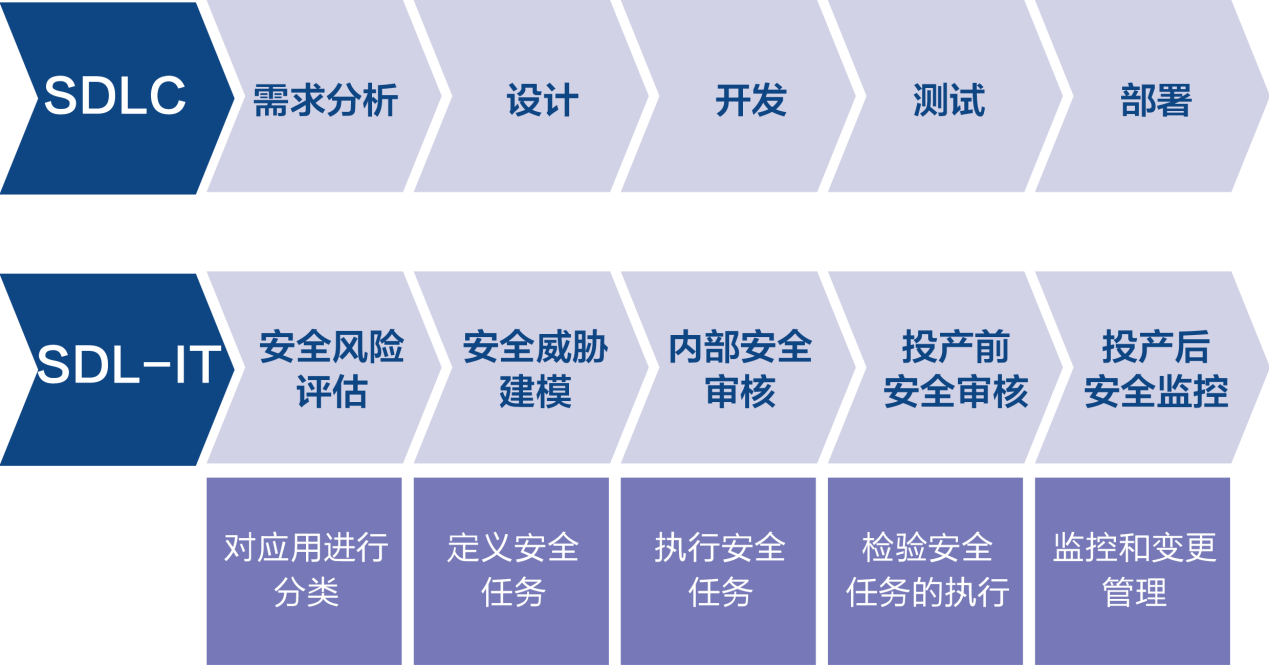 SDLC
需求分析
设计
开发
测试
部署
SDL-IT
安全风险
评估
安全威胁
建模
内部安全
审核
投产前
安全审核
投产后
安全监控
对应用进行
分类
定义安全
任务
执行安全
任务
检验安全
任务的执行
监控和变更
管理